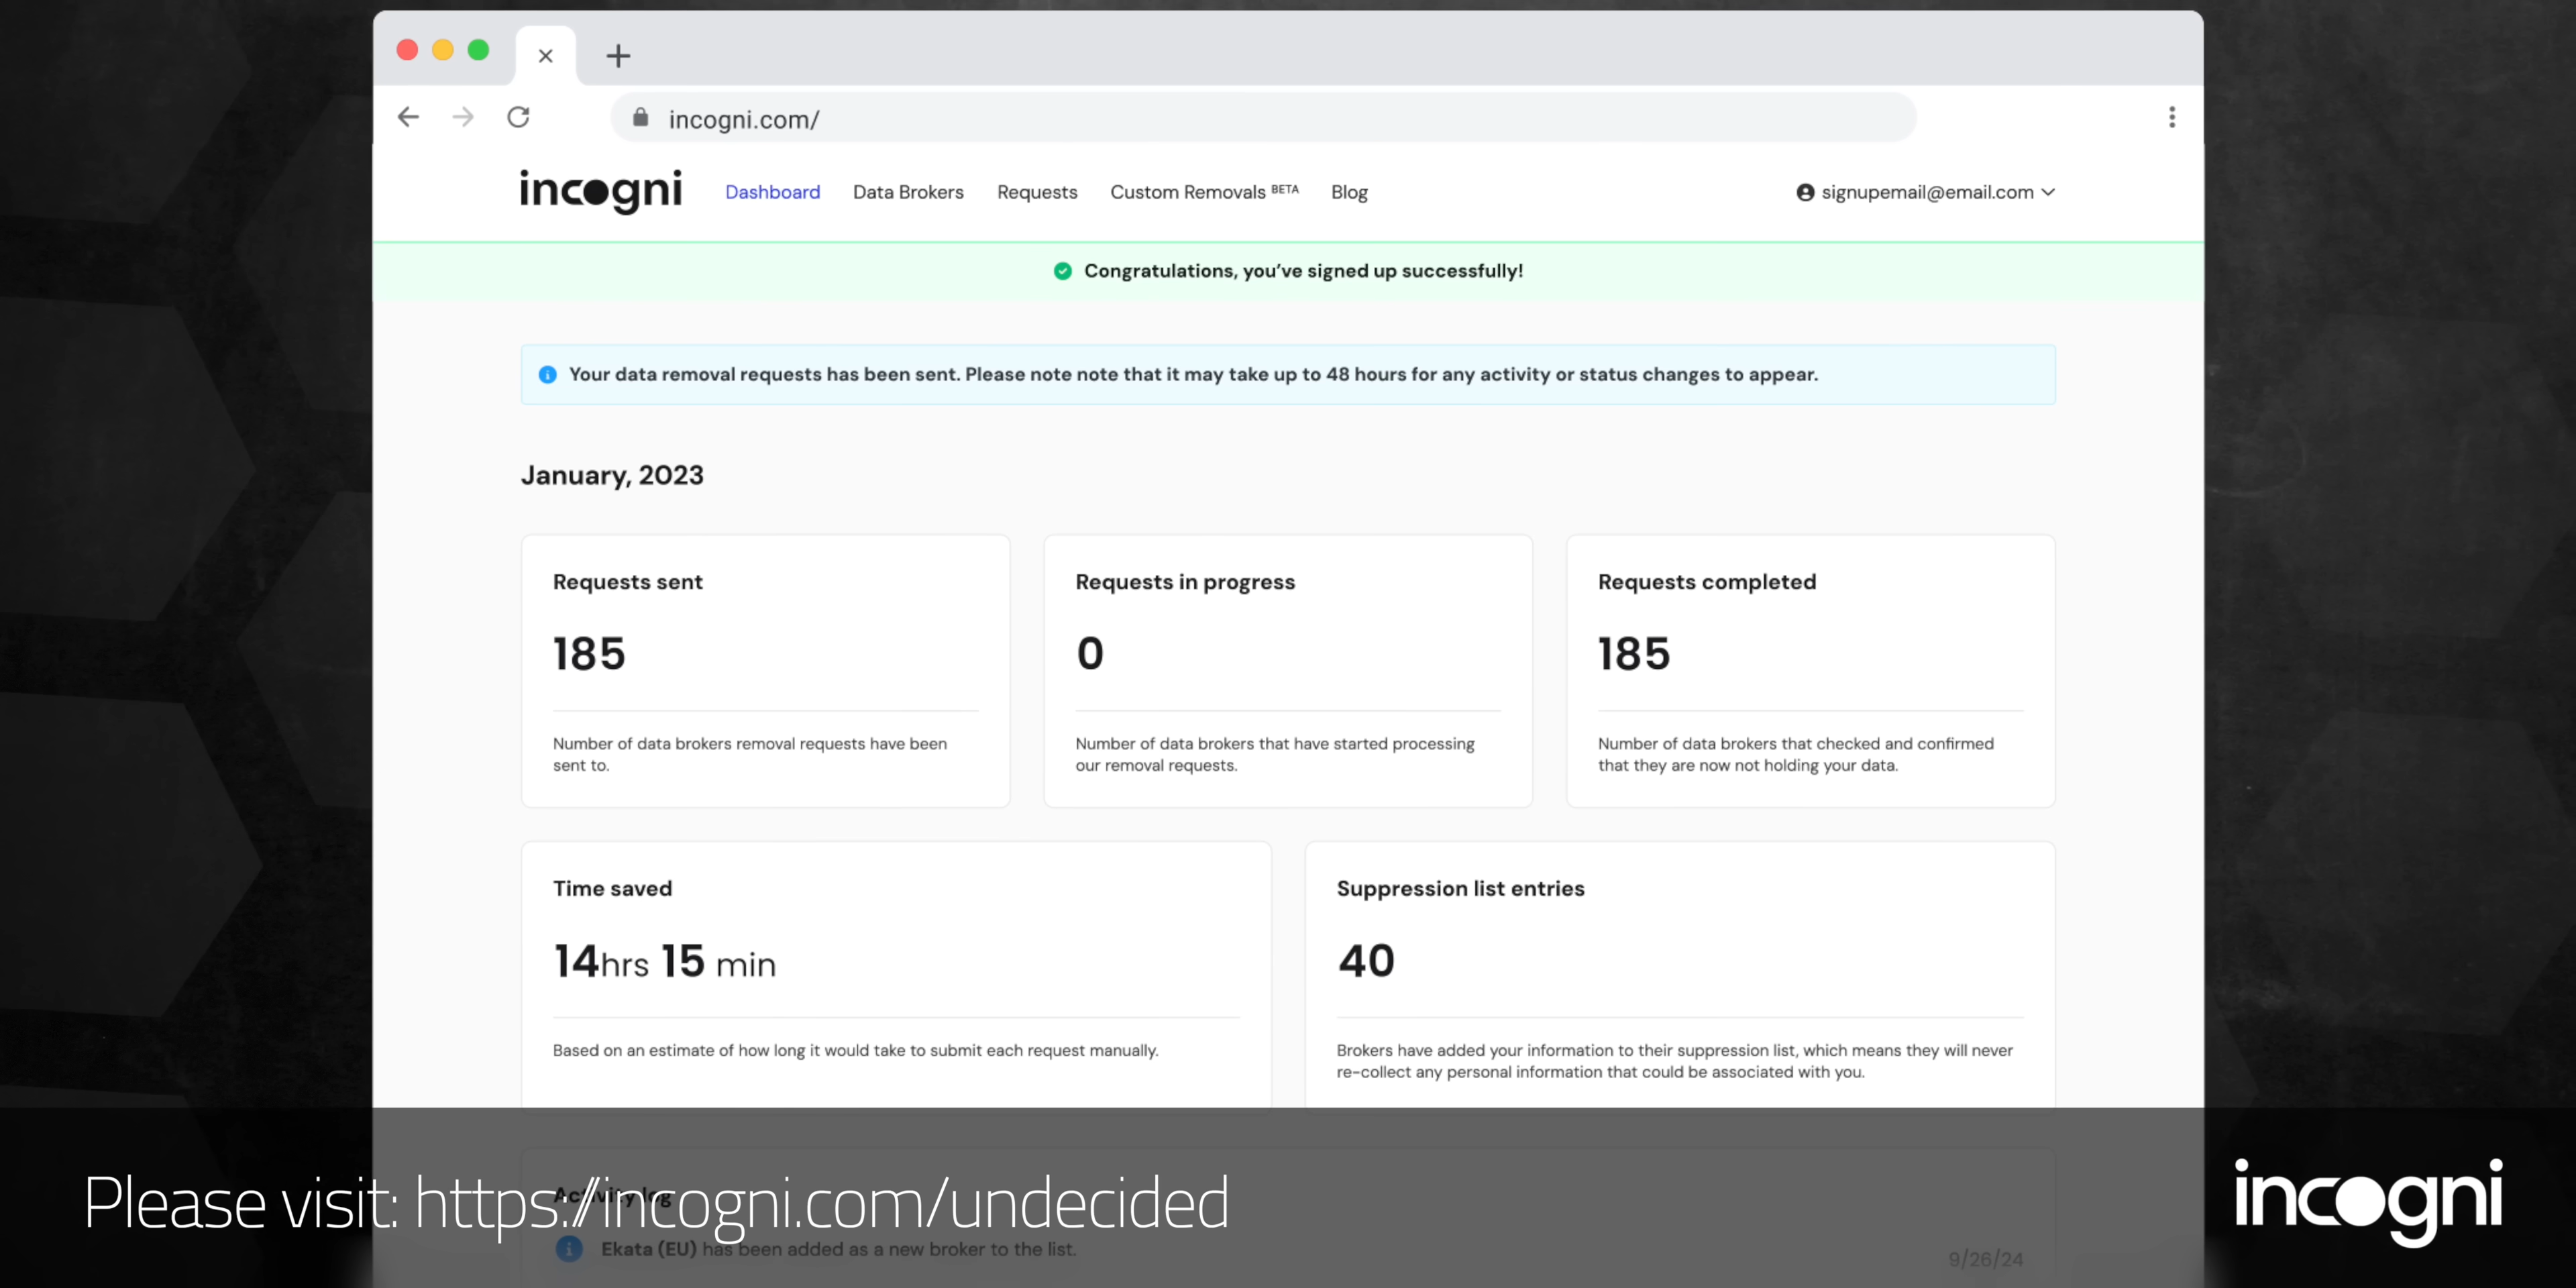 incogni.com/
incogni Dashboard Data Brokers Requests Custom Removals BETA Blog signupemail@email.com
Congratulations, you've signed up successfully!
Your data removal requests has been sent. Please note note that it may take up to 48 hours for any activity or status changes to appear.
January, 2023
Requests sent
185
Number of data brokers removal requests have been
sent to.
Requests in progress
0
Number of data brokers that have started processing
our removal requests.
Requests completed
185
Number of data brokers that checked and confirmed
that they are now not holding your data.
Time saved
14hrs 15 min
Based on an estimate of how long it would take to submit each request manually.
Suppression list entries
40
Brokers have added your information to their suppression list, which means they will never
re-collect any personal information that could be associated with you.
Activity log
Please visit: https://incogni.com/undecided
incogni
Ekata (EU) has been added as a new broker to the list.
9/26/24